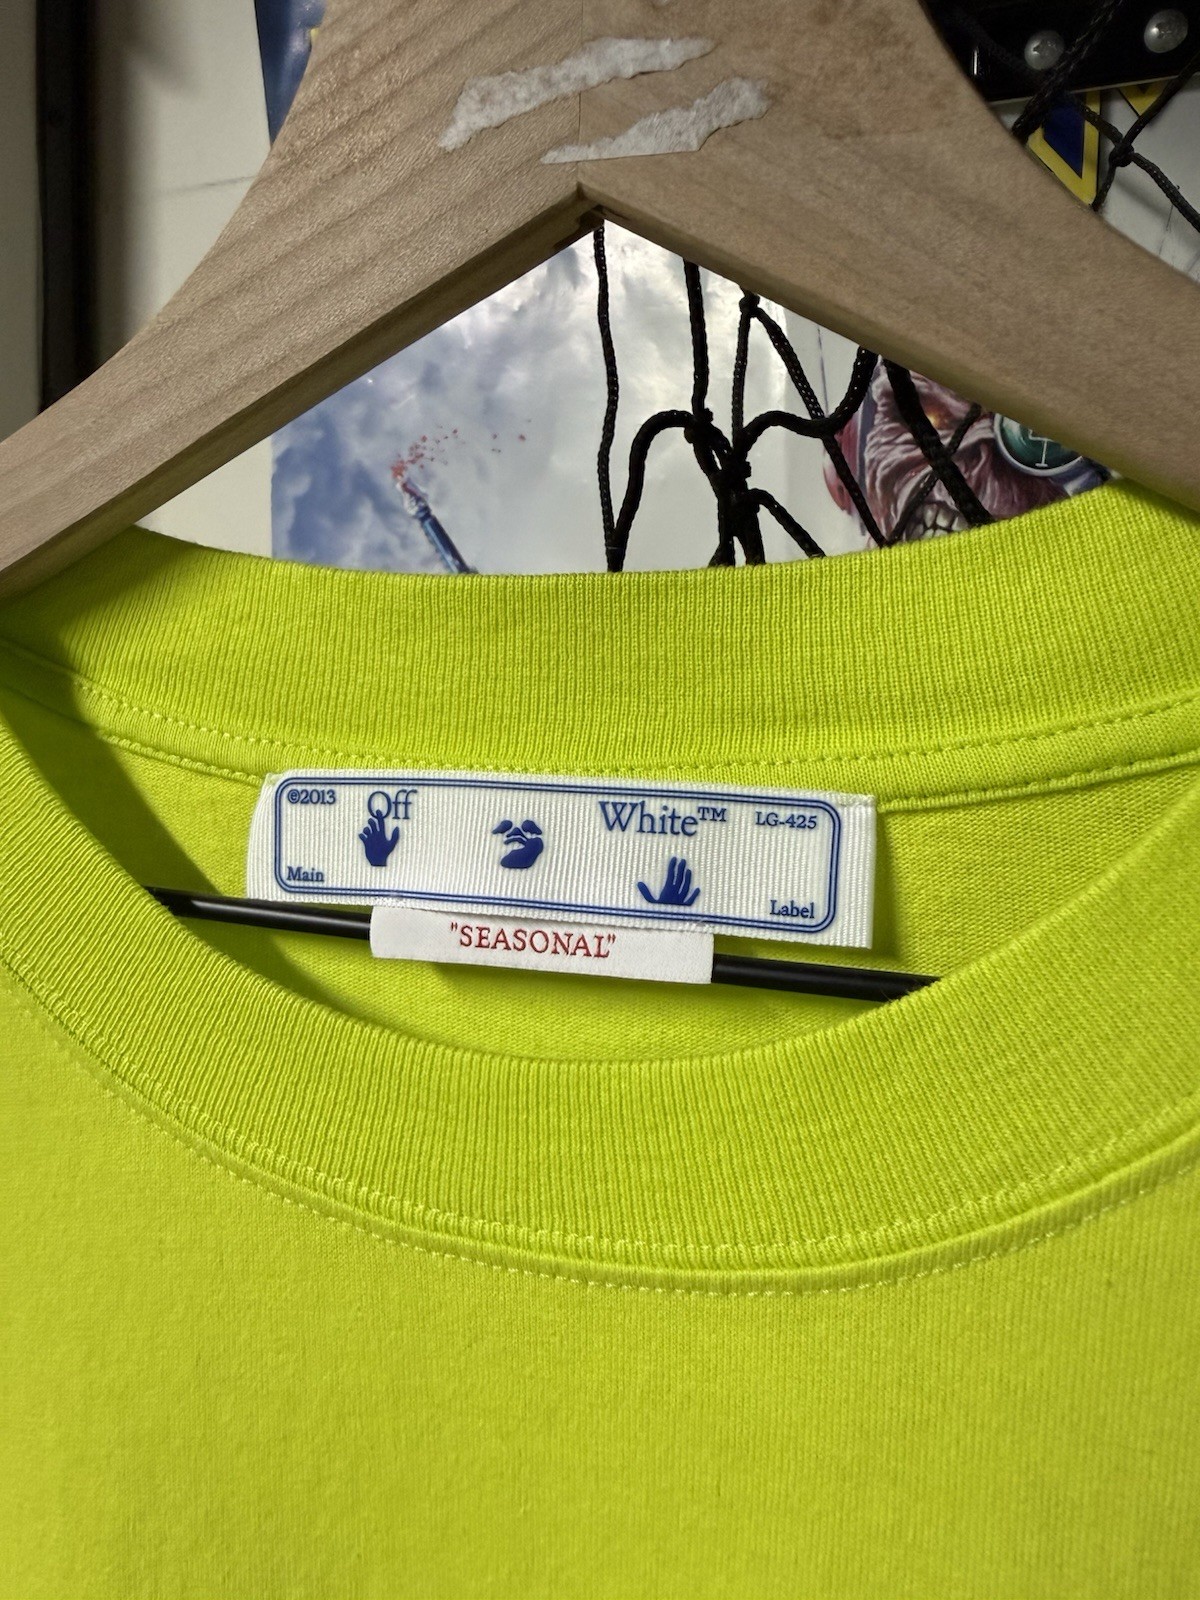 ©2013 Off White™ LG-425
Main Label
"SEASONAL"